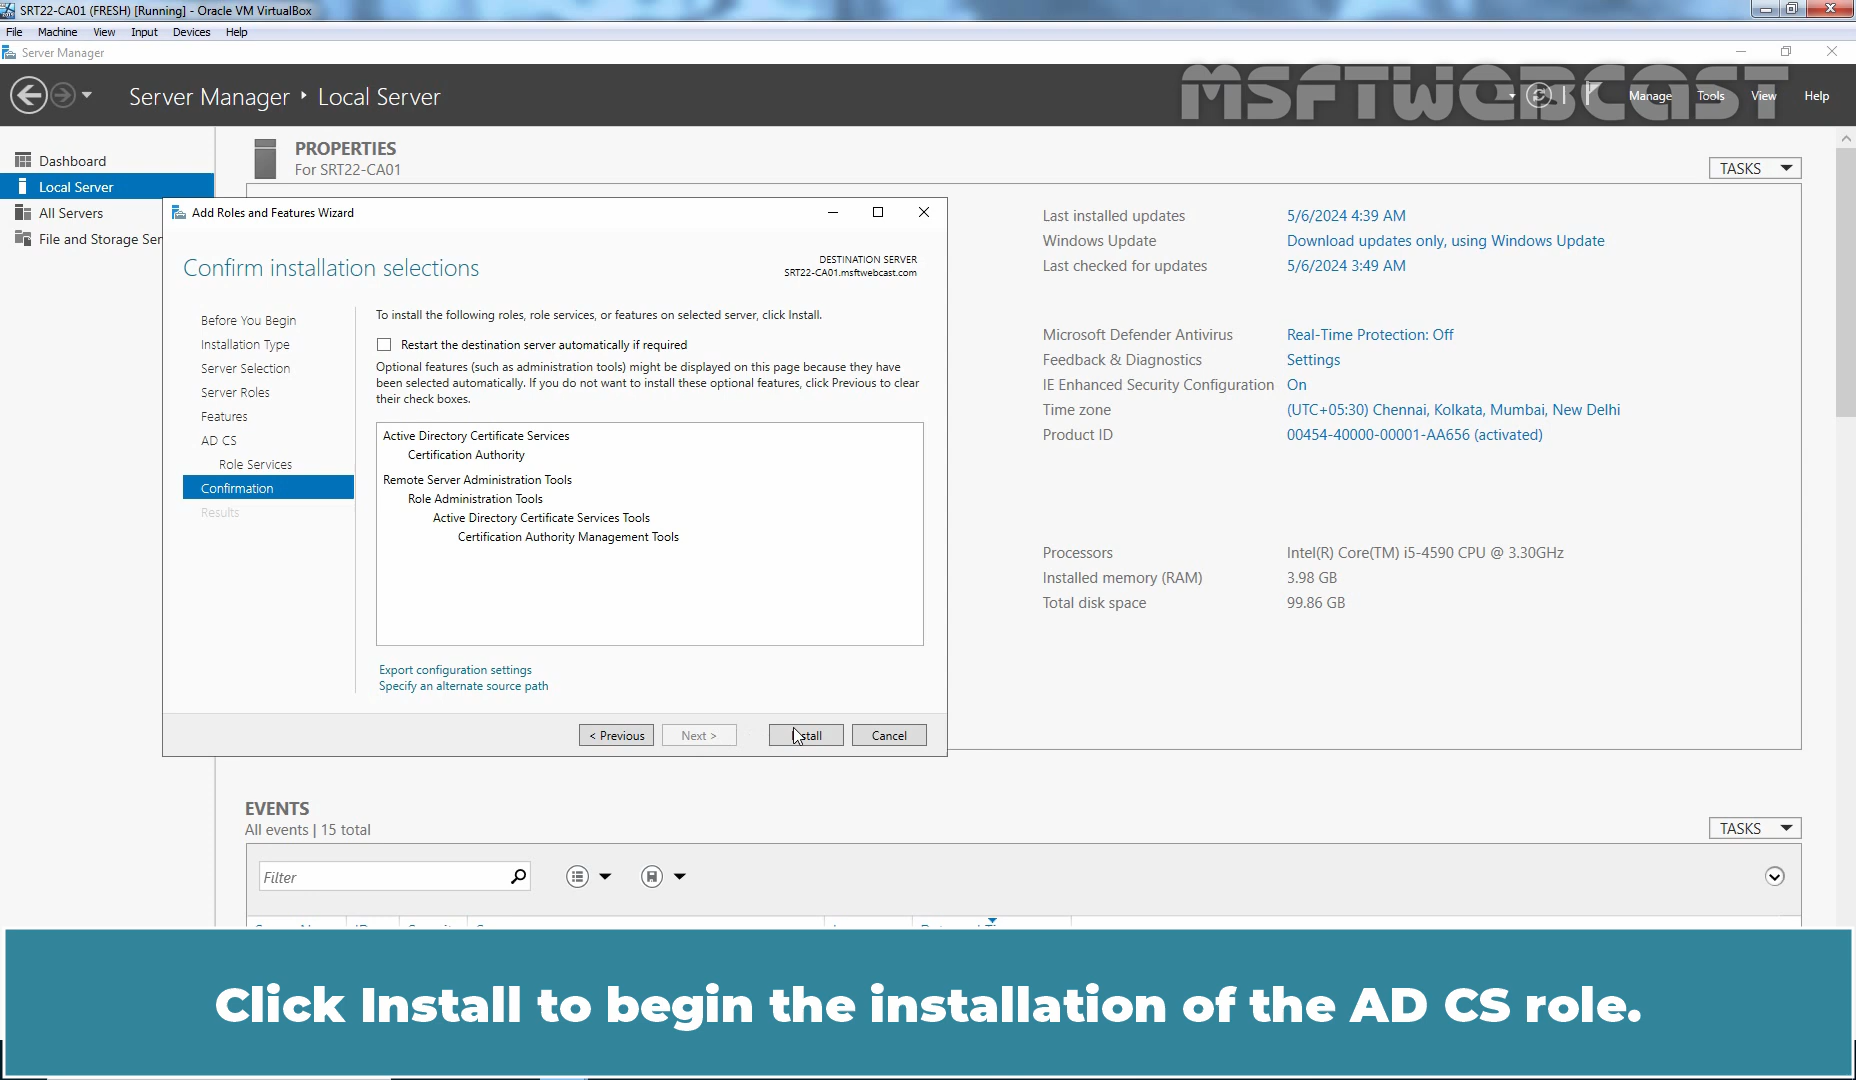 SRT22-CA01 (FRESH) [Running] - Oracle VM VirtualBox
File Machine View Input Devices Help
Server Manager
Server Manager ‣ Local Server
MSFTWEBCAST
Manage Tools View Help
Dashboard
Local Server
All Servers
File and Storage Ser
PROPERTIES
For SRT22-CA01
TASKS
Last installed updates 5/6/2024 4:39 AM
Windows Update Download updates only, using Windows Update
Last checked for updates 5/6/2024 3:49 AM
Microsoft Defender Antivirus Real-Time Protection: Off
Feedback & Diagnostics Settings
IE Enhanced Security Configuration On
Time zone (UTC+05:30) Chennai, Kolkata, Mumbai, New Delhi
Product ID 00454-40000-00001-AA656 (activated)
Processors Intel(R) Core(TM) i5-4590 CPU @ 3.30GHz
Installed memory (RAM) 3.98 GB
Total disk space 99.86 GB
Add Roles and Features Wizard
Confirm installation selections
DESTINATION SERVER
SRT22-CA01.msftwebcast.com
Before You Begin
Installation Type
Server Selection
Server Roles
Features
AD CS
Role Services
Confirmation
Results
To install the following roles, role services, or features on selected server, click Install.
Restart the destination server automatically if required
Optional features (such as administration tools) might be displayed on this page because they have
been selected automatically. If you do not want to install these optional features, click Previous to clear
their check boxes.
Active Directory Certificate Services
Certification Authority
Remote Server Administration Tools
Role Administration Tools
Active Directory Certificate Services Tools
Certification Authority Management Tools
Export configuration settings
Specify an alternate source path
< Previous Next > Install Cancel
EVENTS
All events | 15 total
TASKS
Filter
Click Install to begin the installation of the AD CS role.